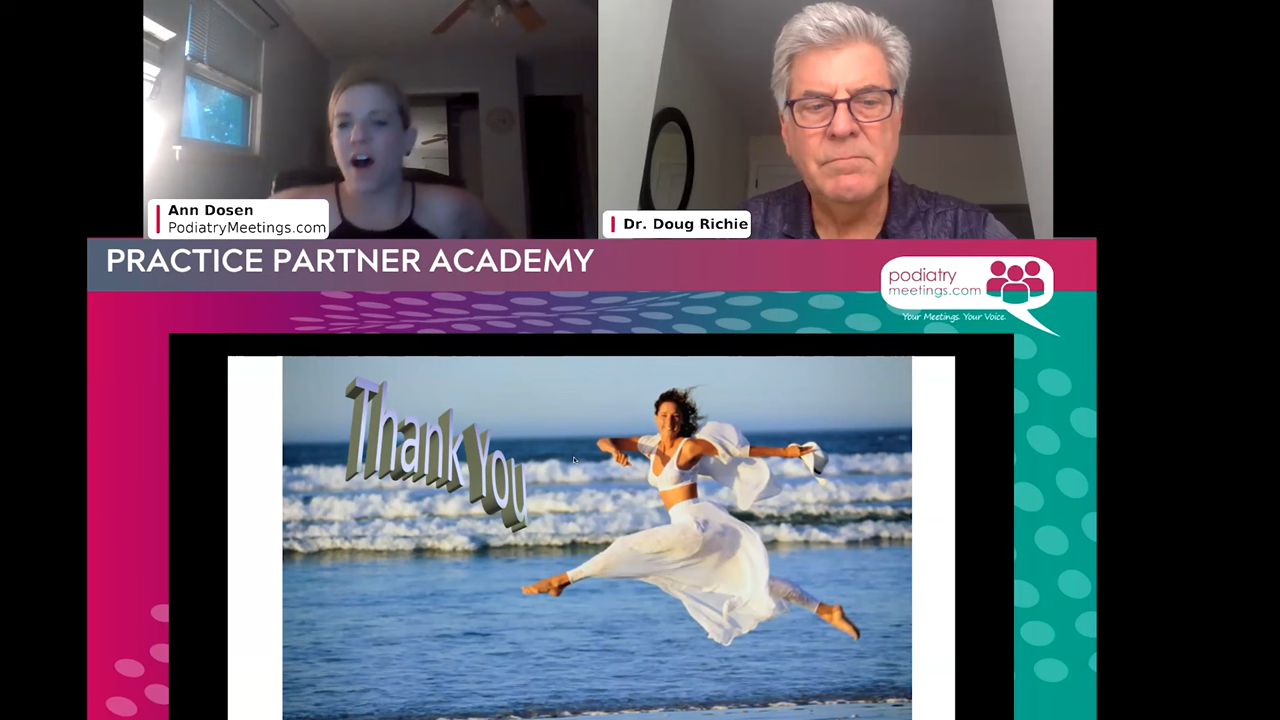 Ann Dosen
PodiatryMeetings.com
Dr. Doug Richie
PRACTICE PARTNER ACADEMY
podiatry
meetings.com
Your Meetings. Your Voice.
Thank You